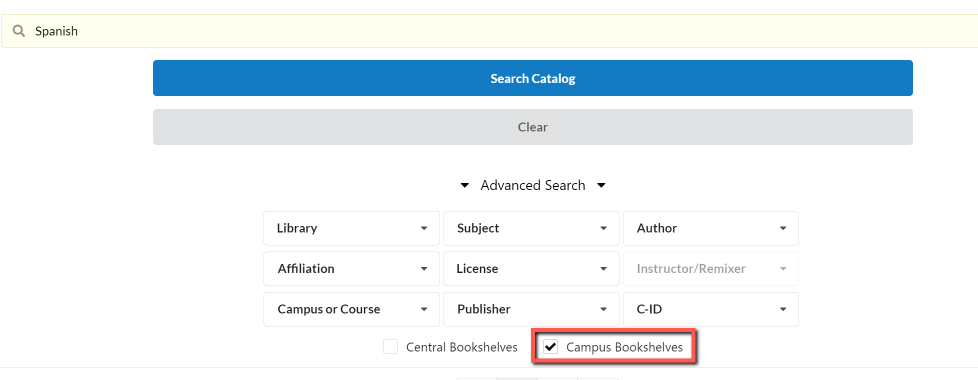 Spanish
Search Catalog
Clear
Advanced Search
Library Subject Author
Affiliation License Instructor/Remixer
Campus or Course Publisher C-ID
Central Bookshelves Campus Bookshelves